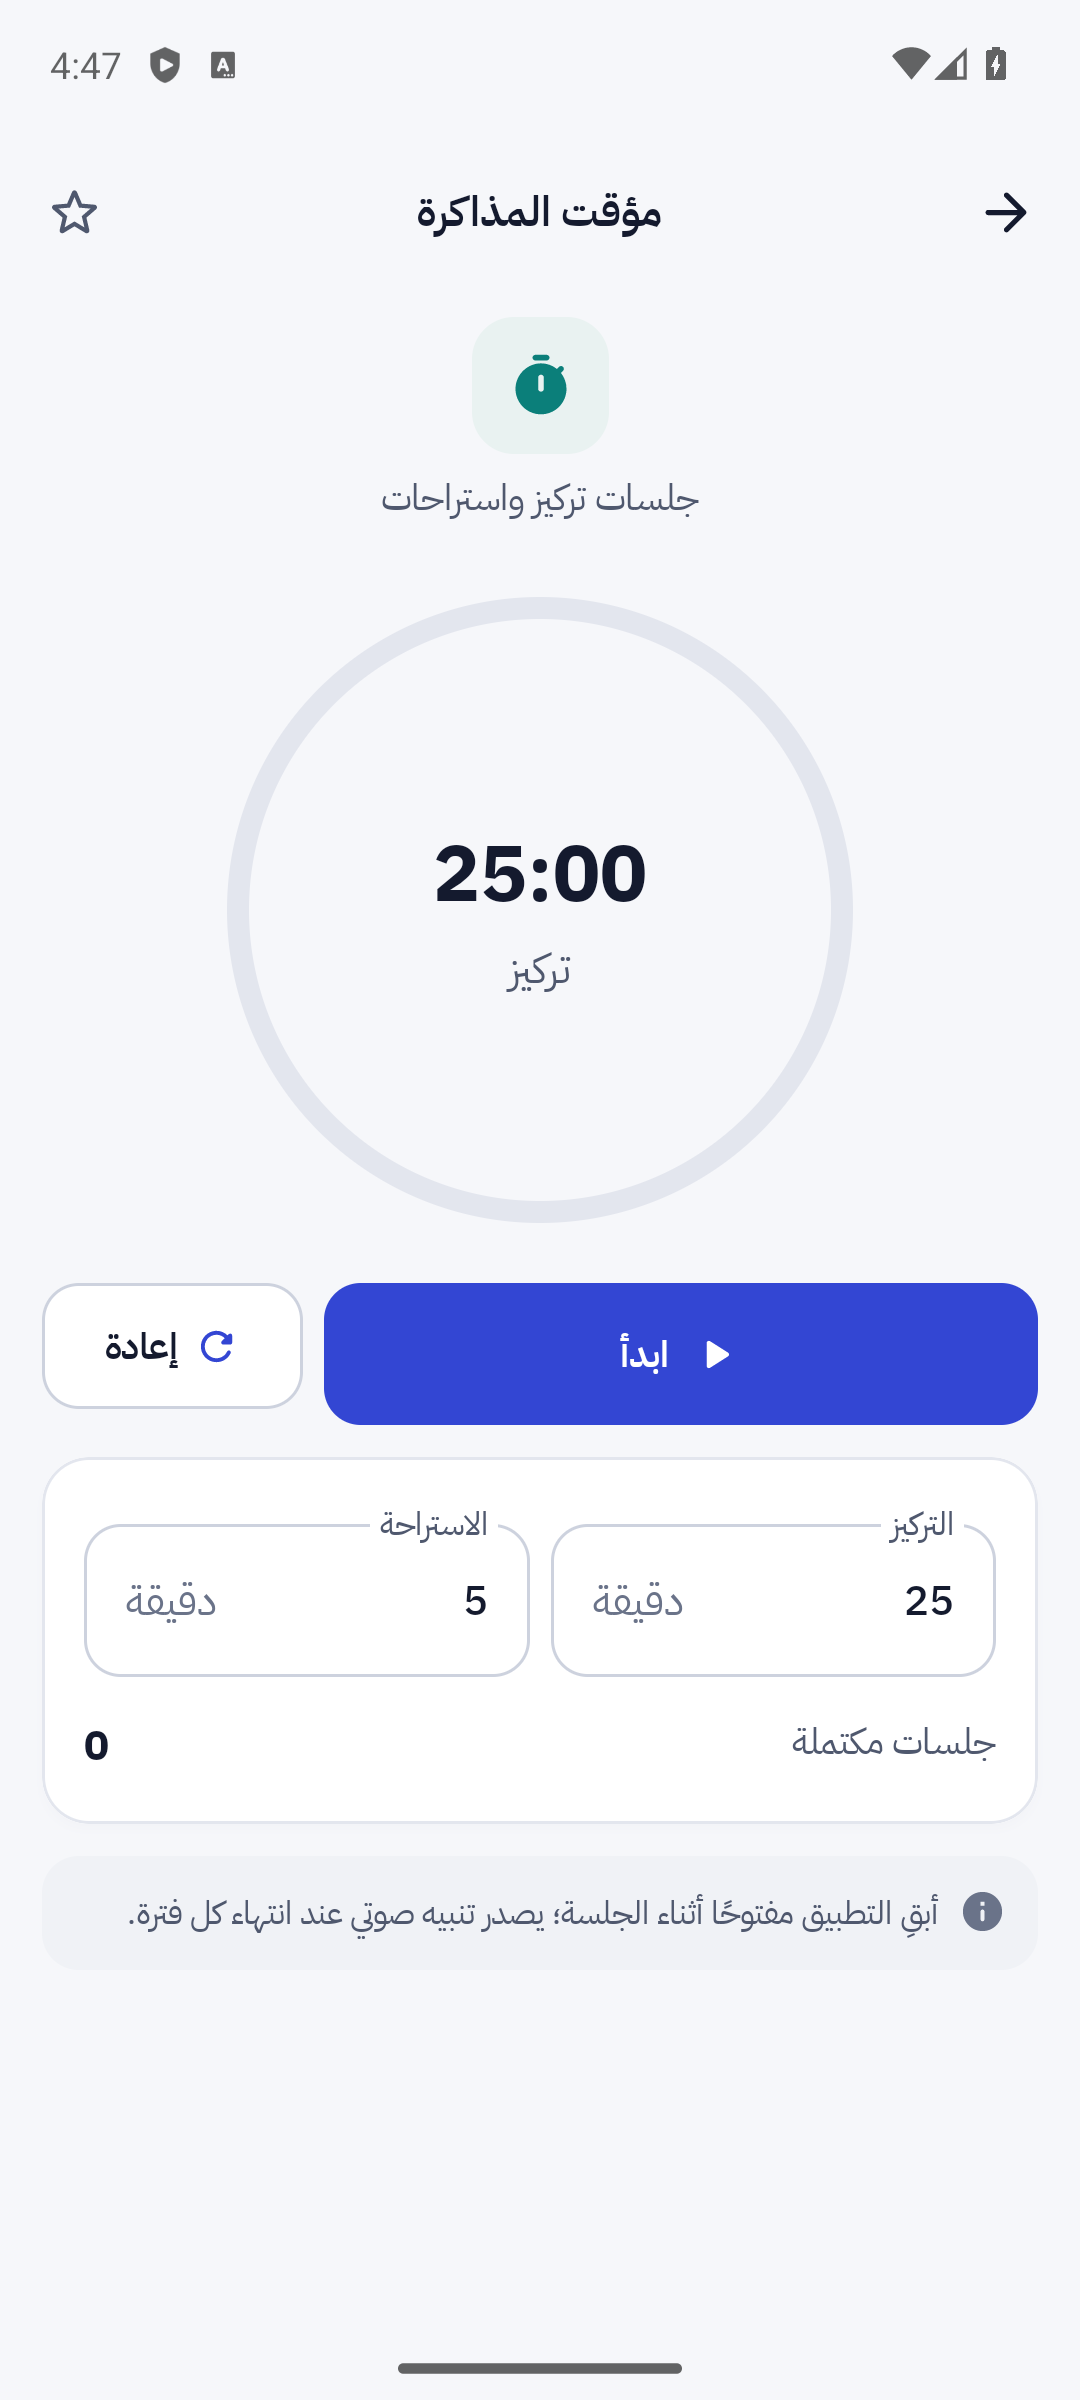 4:47
مؤقت المذاكرة
جلسات تركيز واستراحات
25:00
تركيز
ابدأ
إعادة
التركيز
25 دقيقة
الاستراحة
5 دقيقة
جلسات مكتملة
0
أبقِ التطبيق مفتوحًا أثناء الجلسة؛ يصدر تنبيه صوتي عند انتهاء كل فترة.